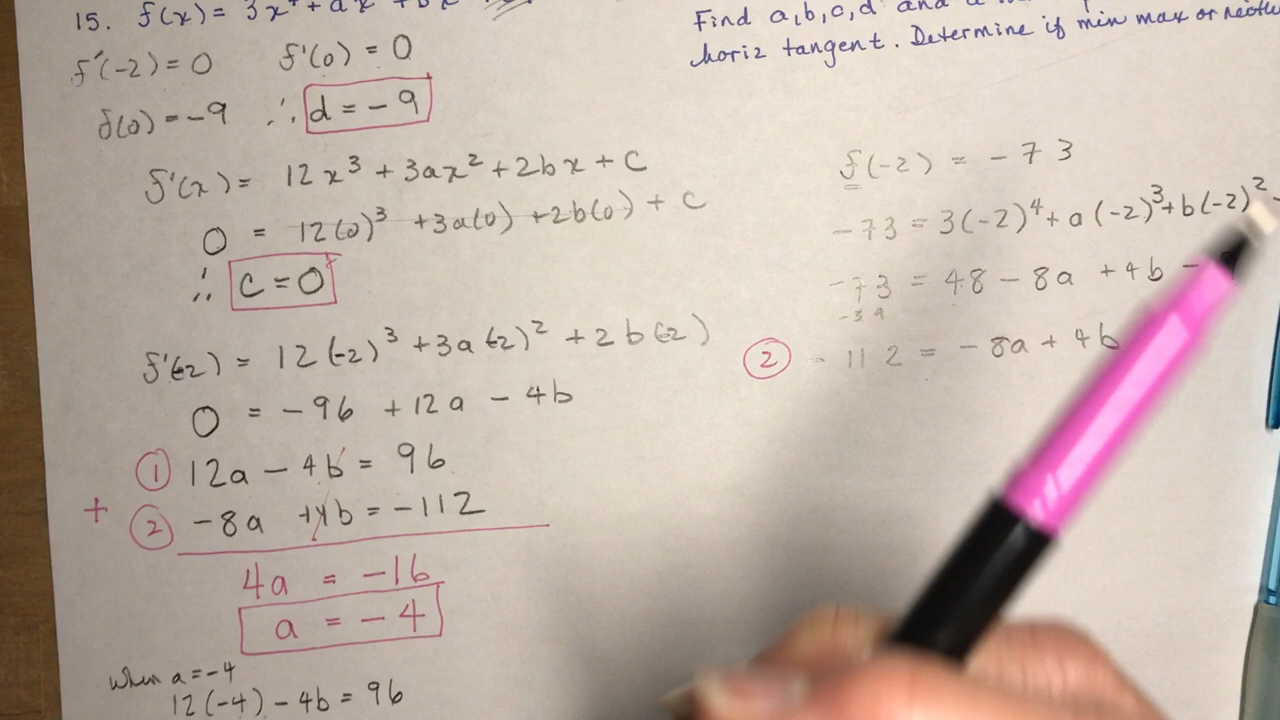 15. f(x) = 3x⁴ + ax
f'(-2) = 0 f'(0) = 0
f(0) = -9 ∴ d = -9
f'(x) = 12x³ + 3ax² + 2bx + c
0 = 12(0)³ + 3a(0) + 2b(0) + c
∴ c = 0
f'(-2) = 12(-2)³ + 3a(-2)² + 2b(-2)
0 = -96 + 12a - 4b
① 12a - 4b = 96
+ ② -8a + 4b = -112
4a = -16
a = -4
when a = -4
12(-4) - 4b = 96
Find a,b,c,d and
horiz tangent. Determine if min max or neither
f(-2) = -73
-73 = 3(-2)⁴ + a(-2)³ + b(-2)²
-73 = 48 - 8a + 4b -
-39
② -112 = -8a + 4b